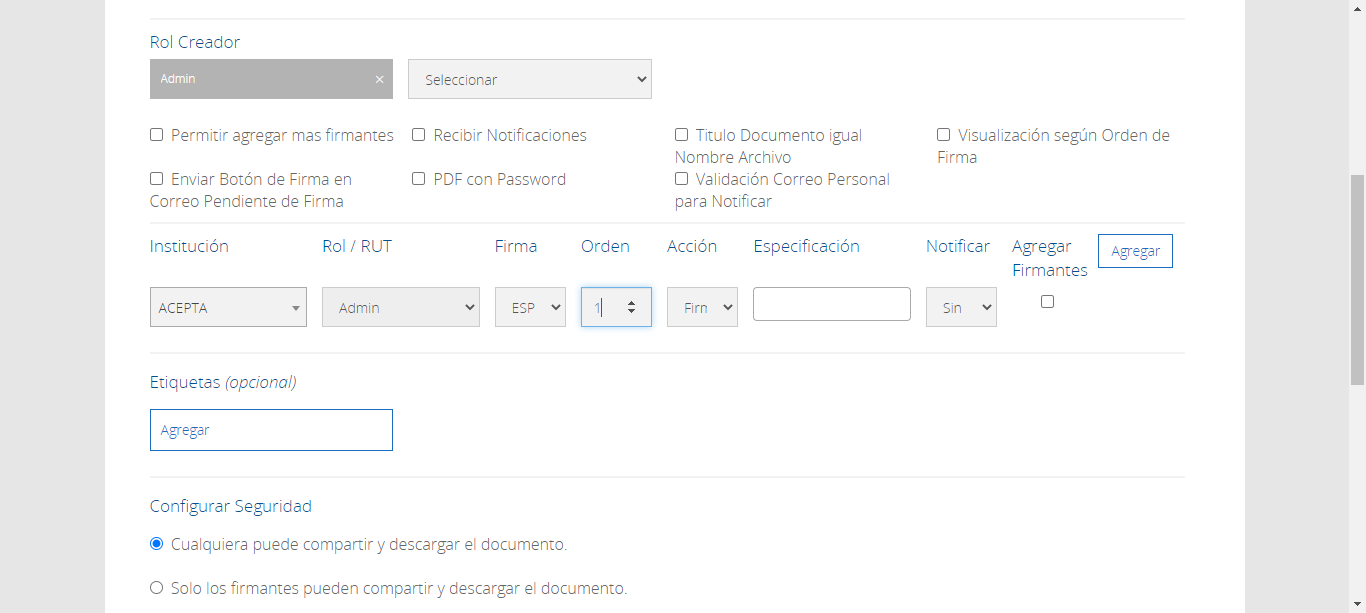 Rol Creador
Admin × Seleccionar
Permitir agregar mas firmantes Recibir Notificaciones Titulo Documento igual Visualización según Orden de
Nombre Archivo Firma
Enviar Botón de Firma en PDF con Password Validación Correo Personal
Correo Pendiente de Firma para Notificar
Institución Rol / RUT Firma Orden Acción Especificación Notificar Agregar Agregar
Firmantes
ACEPTA Admin ESP 1 Firn Sin
Etiquetas (opcional)
Agregar
Configurar Seguridad
Cualquiera puede compartir y descargar el documento.
Solo los firmantes pueden compartir y descargar el documento.